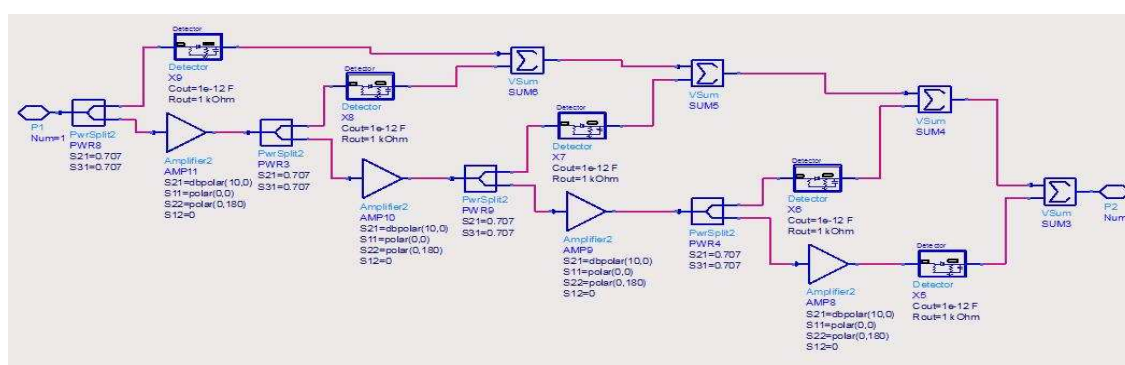 Detector
Detector
X9
Cout=1e-12 F
Rout=1 kOhm
P1
Num=1
PwrSplit2
PWR8
S21=0.707
S31=0.707
Amplifier2
AMP11
S21=dbpolar(10,0)
S11=polar(0,0)
S22=polar(0,180)
S12=0
Detector
Detector
X8
Cout=1e-12 F
Rout=1 kOhm
PwrSplit2
PWR3
S21=0.707
S31=0.707
Amplifier2
AMP10
S21=dbpolar(10,0)
S11=polar(0,0)
S22=polar(0,180)
S12=0
VSum
SUM6
Detector
Detector
X7
Cout=1e-12 F
Rout=1 kOhm
PwrSplit2
PWR9
S21=0.707
S31=0.707
Amplifier2
AMP9
S21=dbpolar(10,0)
S11=polar(0,0)
S22=polar(0,180)
S12=0
VSum
SUM5
Detector
Detector
X6
Cout=1e-12 F
Rout=1 kOhm
PwrSplit2
PWR4
S21=0.707
S31=0.707
Amplifier2
AMP8
S21=dbpolar(10,0)
S11=polar(0,0)
S22=polar(0,180)
S12=0
VSum
SUM4
Detector
Detector
X5
Cout=1e-12 F
Rout=1 kOhm
VSum
SUM3
P2
Num